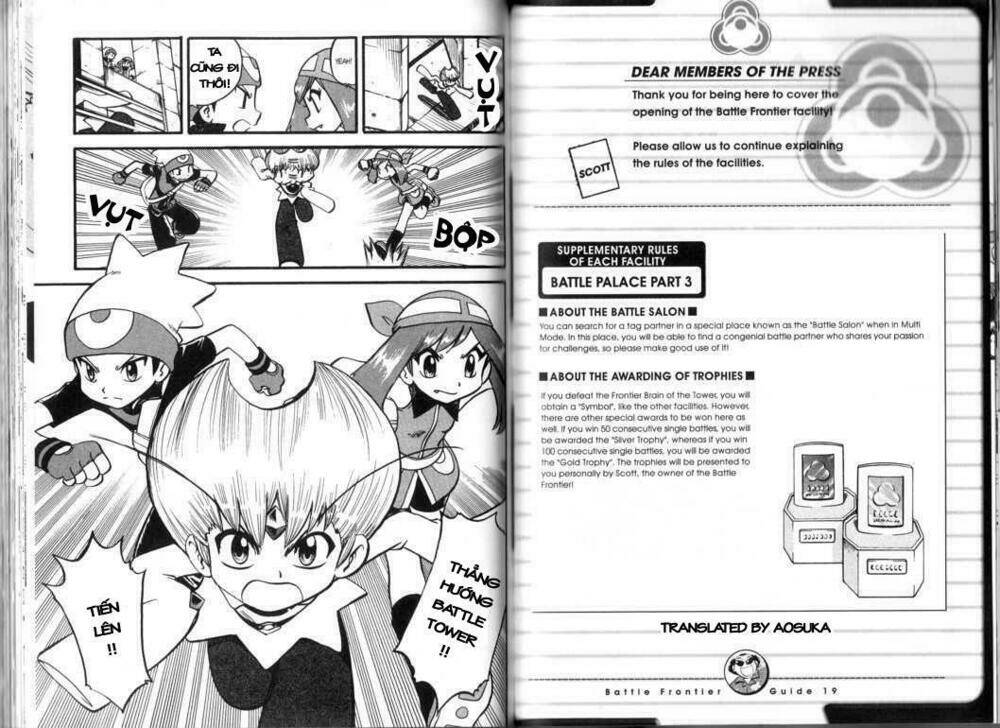 TA
CŨNG ĐI
THÔI!
YEAH!
VỤT
VỤT
BỘP
TIẾN
LÊN
!!
THẲNG
HƯỚNG
BATTLE
TOWER
!!
DEAR MEMBERS OF THE PRESS
Thank you for being here to cover the
opening of the Battle Frontier facility!
Please allow us to continue explaining
the rules of the facilities.
SCOTT
SUPPLEMENTARY RULES
OF EACH FACILITY
BATTLE PALACE PART 3
ABOUT THE BATTLE SALON
You can search for a tag partner in a special place known as the "Battle Salon" when in Multi
Mode. In this place, you will be able to find a congenial battle partner who shares your passion
for challenges, so please make good use of it!
ABOUT THE AWARDING OF TROPHIES
If you defeat the Frontier Brain of the Tower, you will
obtain a "Symbol", like the other facilities. However,
there are other special awards to be won here as
well. If you win 50 consecutive single battles, you will
be awarded the "Silver Trophy", whereas if you win
100 consecutive single battles, you will be awarded
the "Gold Trophy". The trophies will be presented to
you personally by Scott, the owner of the Battle
Frontier!
TRANSLATED BY AOSUKA
Battle Frontier Guide 19